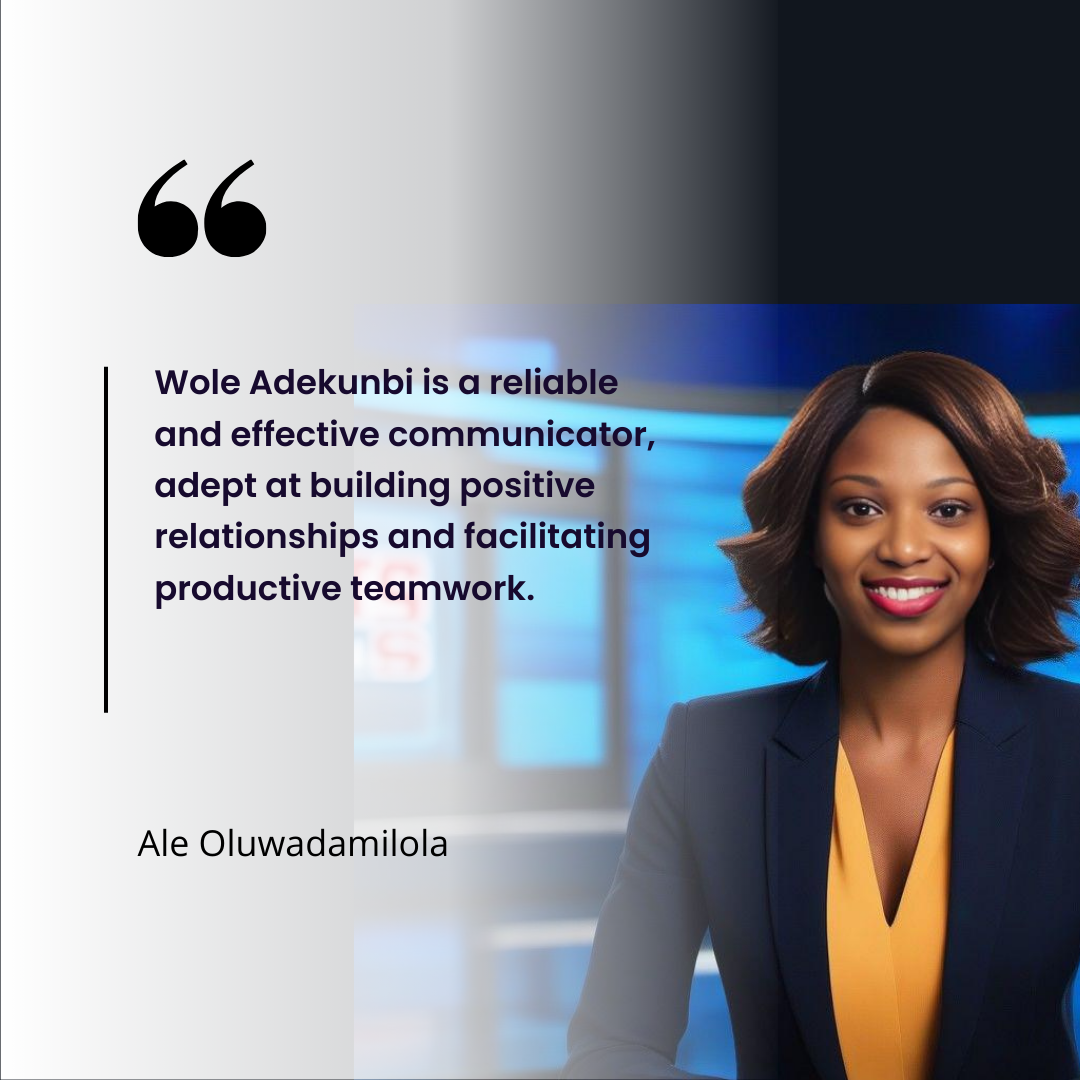 ❝
Wole Adekunbi is a reliable
and effective communicator,
adept at building positive
relationships and facilitating
productive teamwork.
Ale Oluwadamilola